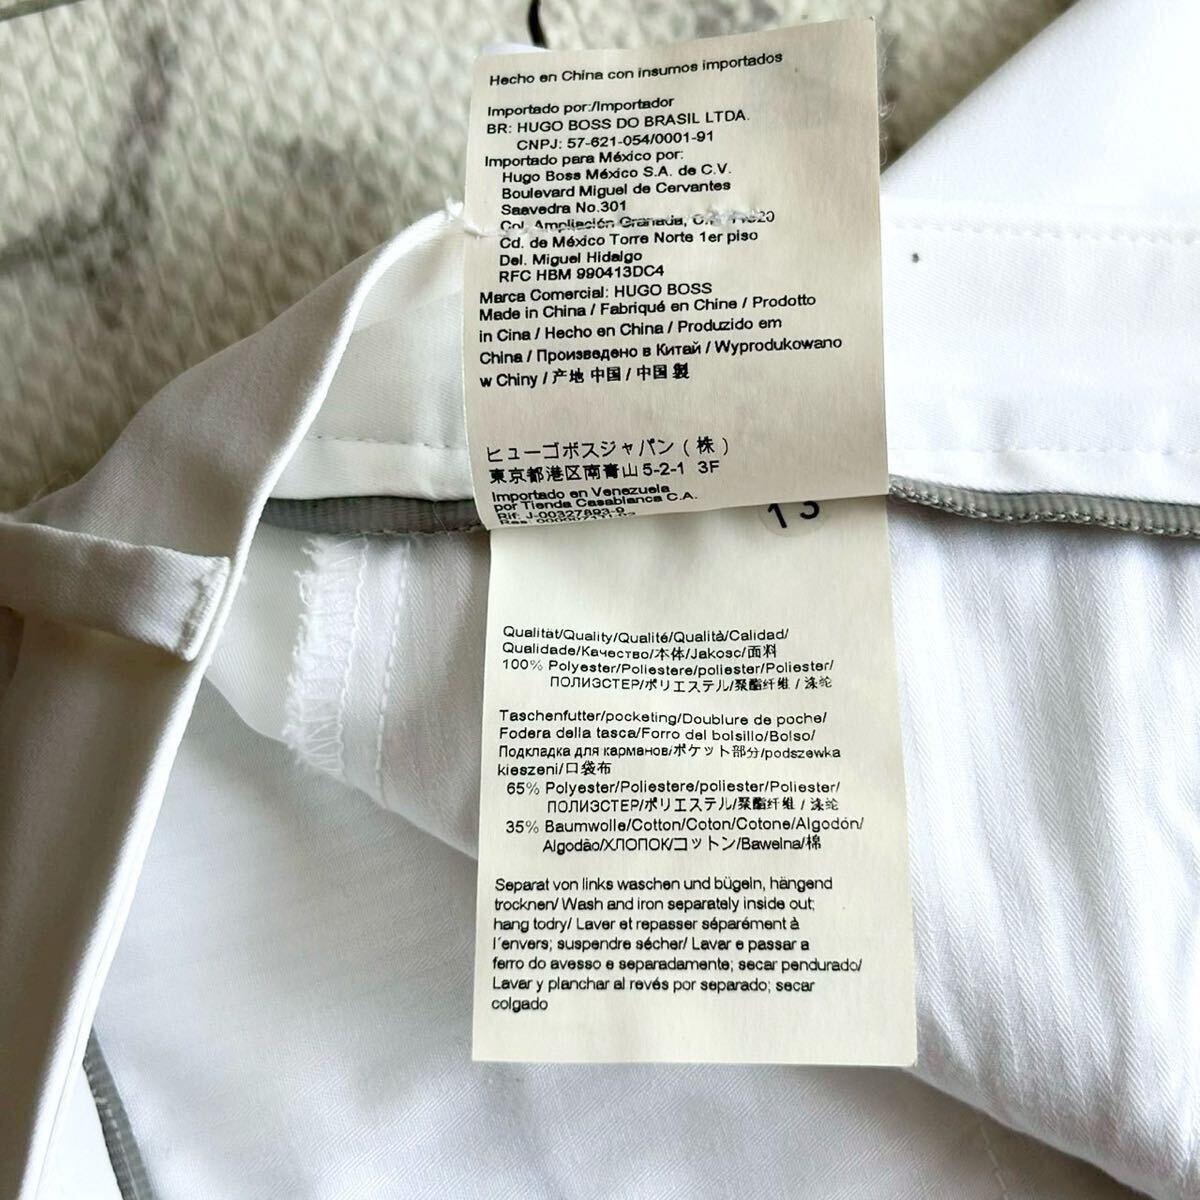 Hecho en China con insumos importados
Importado por:/Importador
BR: HUGO BOSS DO BRASIL LTDA.
CNPJ: 57-621-054/0001-91
Importado para México por:
Hugo Boss México S.A. de C.V.
Boulevard Miguel de Cervantes
Saavedra No.301
Col. Ampliación Granada,
Cd. de México Torre Norte 1er piso
Del. Miguel Hidalgo
RFC HBM 990413DC4
Marca Comercial: HUGO BOSS
Made in China / Fabriqué en Chine / Prodotto
in Cina / Hecho en China / Produzido em
China / Произведено в Китай / Wyprodukowano
w Chiny / 产地 中国 / 中国 製
ヒューゴボスジャパン ( 株 )
東京都港区南青山 5-2-1 3F
Importado en Venezuela
por Tienda Casablanca C.A.
Rif: J-00327893-9
13
Qualität/Quality/Qualité/Qualità/Calidad/
Qualidade/Качество/本体/Jakosc/面料
100% Polyester/Poliestere/poliester/Poliester/
ПОЛИЭСТЕР/ポリエステル/聚酯纤维 / 涤纶
Taschenfutter/pocketing/Doublure de poche/
Fodera della tasca/Forro del bolsillo/Bolso/
Подкладка для карманов/ポケット部分/podszewka
kieszeni/口袋布
65% Polyester/Poliestere/poliester/Poliester/
ПОЛИЭСТЕР/ポリエステル/聚酯纤维 / 涤纶
35% Baumwolle/Cotton/Coton/Cotone/Algodón/
Algodão/ХЛОПОК/コットン/Bawelna/棉
Separat von links waschen und bügeln, hängend
trocknen/ Wash and iron separately inside out;
hang todry/ Laver et repasser séparément à
l´envers; suspendre sécher/ Lavar e passar a
ferro do avesso e separadamente; secar pendurado/
Lavar y planchar al revés por separado; secar
colgado